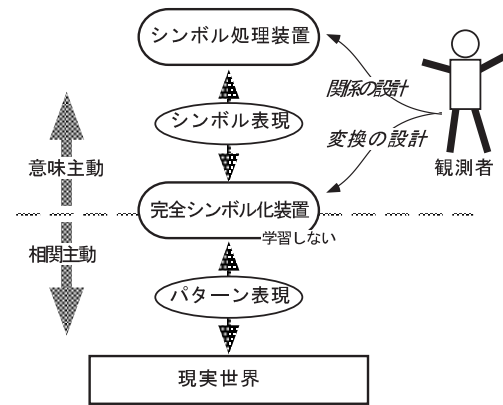 シンボル処理装置
関係の設計
シンボル表現
変換の設計
観測者
意味主動
完全シンボル化装置
学習しない
相関主動
パターン表現
現実世界